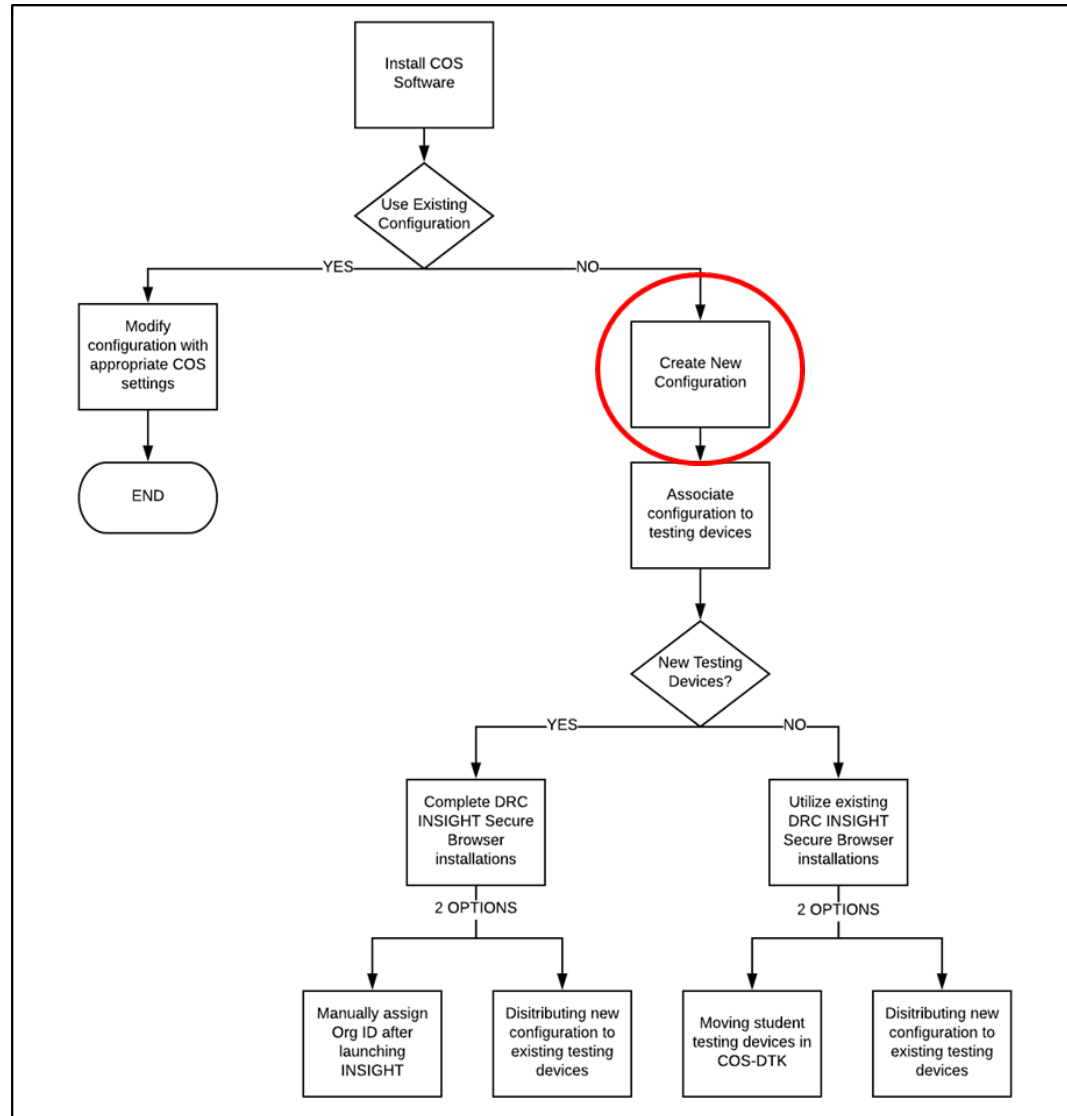 Install COS
Software
Use Existing
Configuration
YES
NO
Modify
configuration with
appropriate COS
settings
Create New
Configuration
END
Associate
configuration to
testing devices
New Testing
Devices?
YES
NO
Complete DRC
INSIGHT Secure
Browser
installations
Utilize existing
DRC INSIGHT
Secure Browser
installations
2 OPTIONS
2 OPTIONS
Manually assign
Org ID after
launching
INSIGHT
Disitributing new
configuration to
existing testing
devices
Moving student
testing devices in
COS-DTK
Disitributing new
configuration to
existing testing
devices